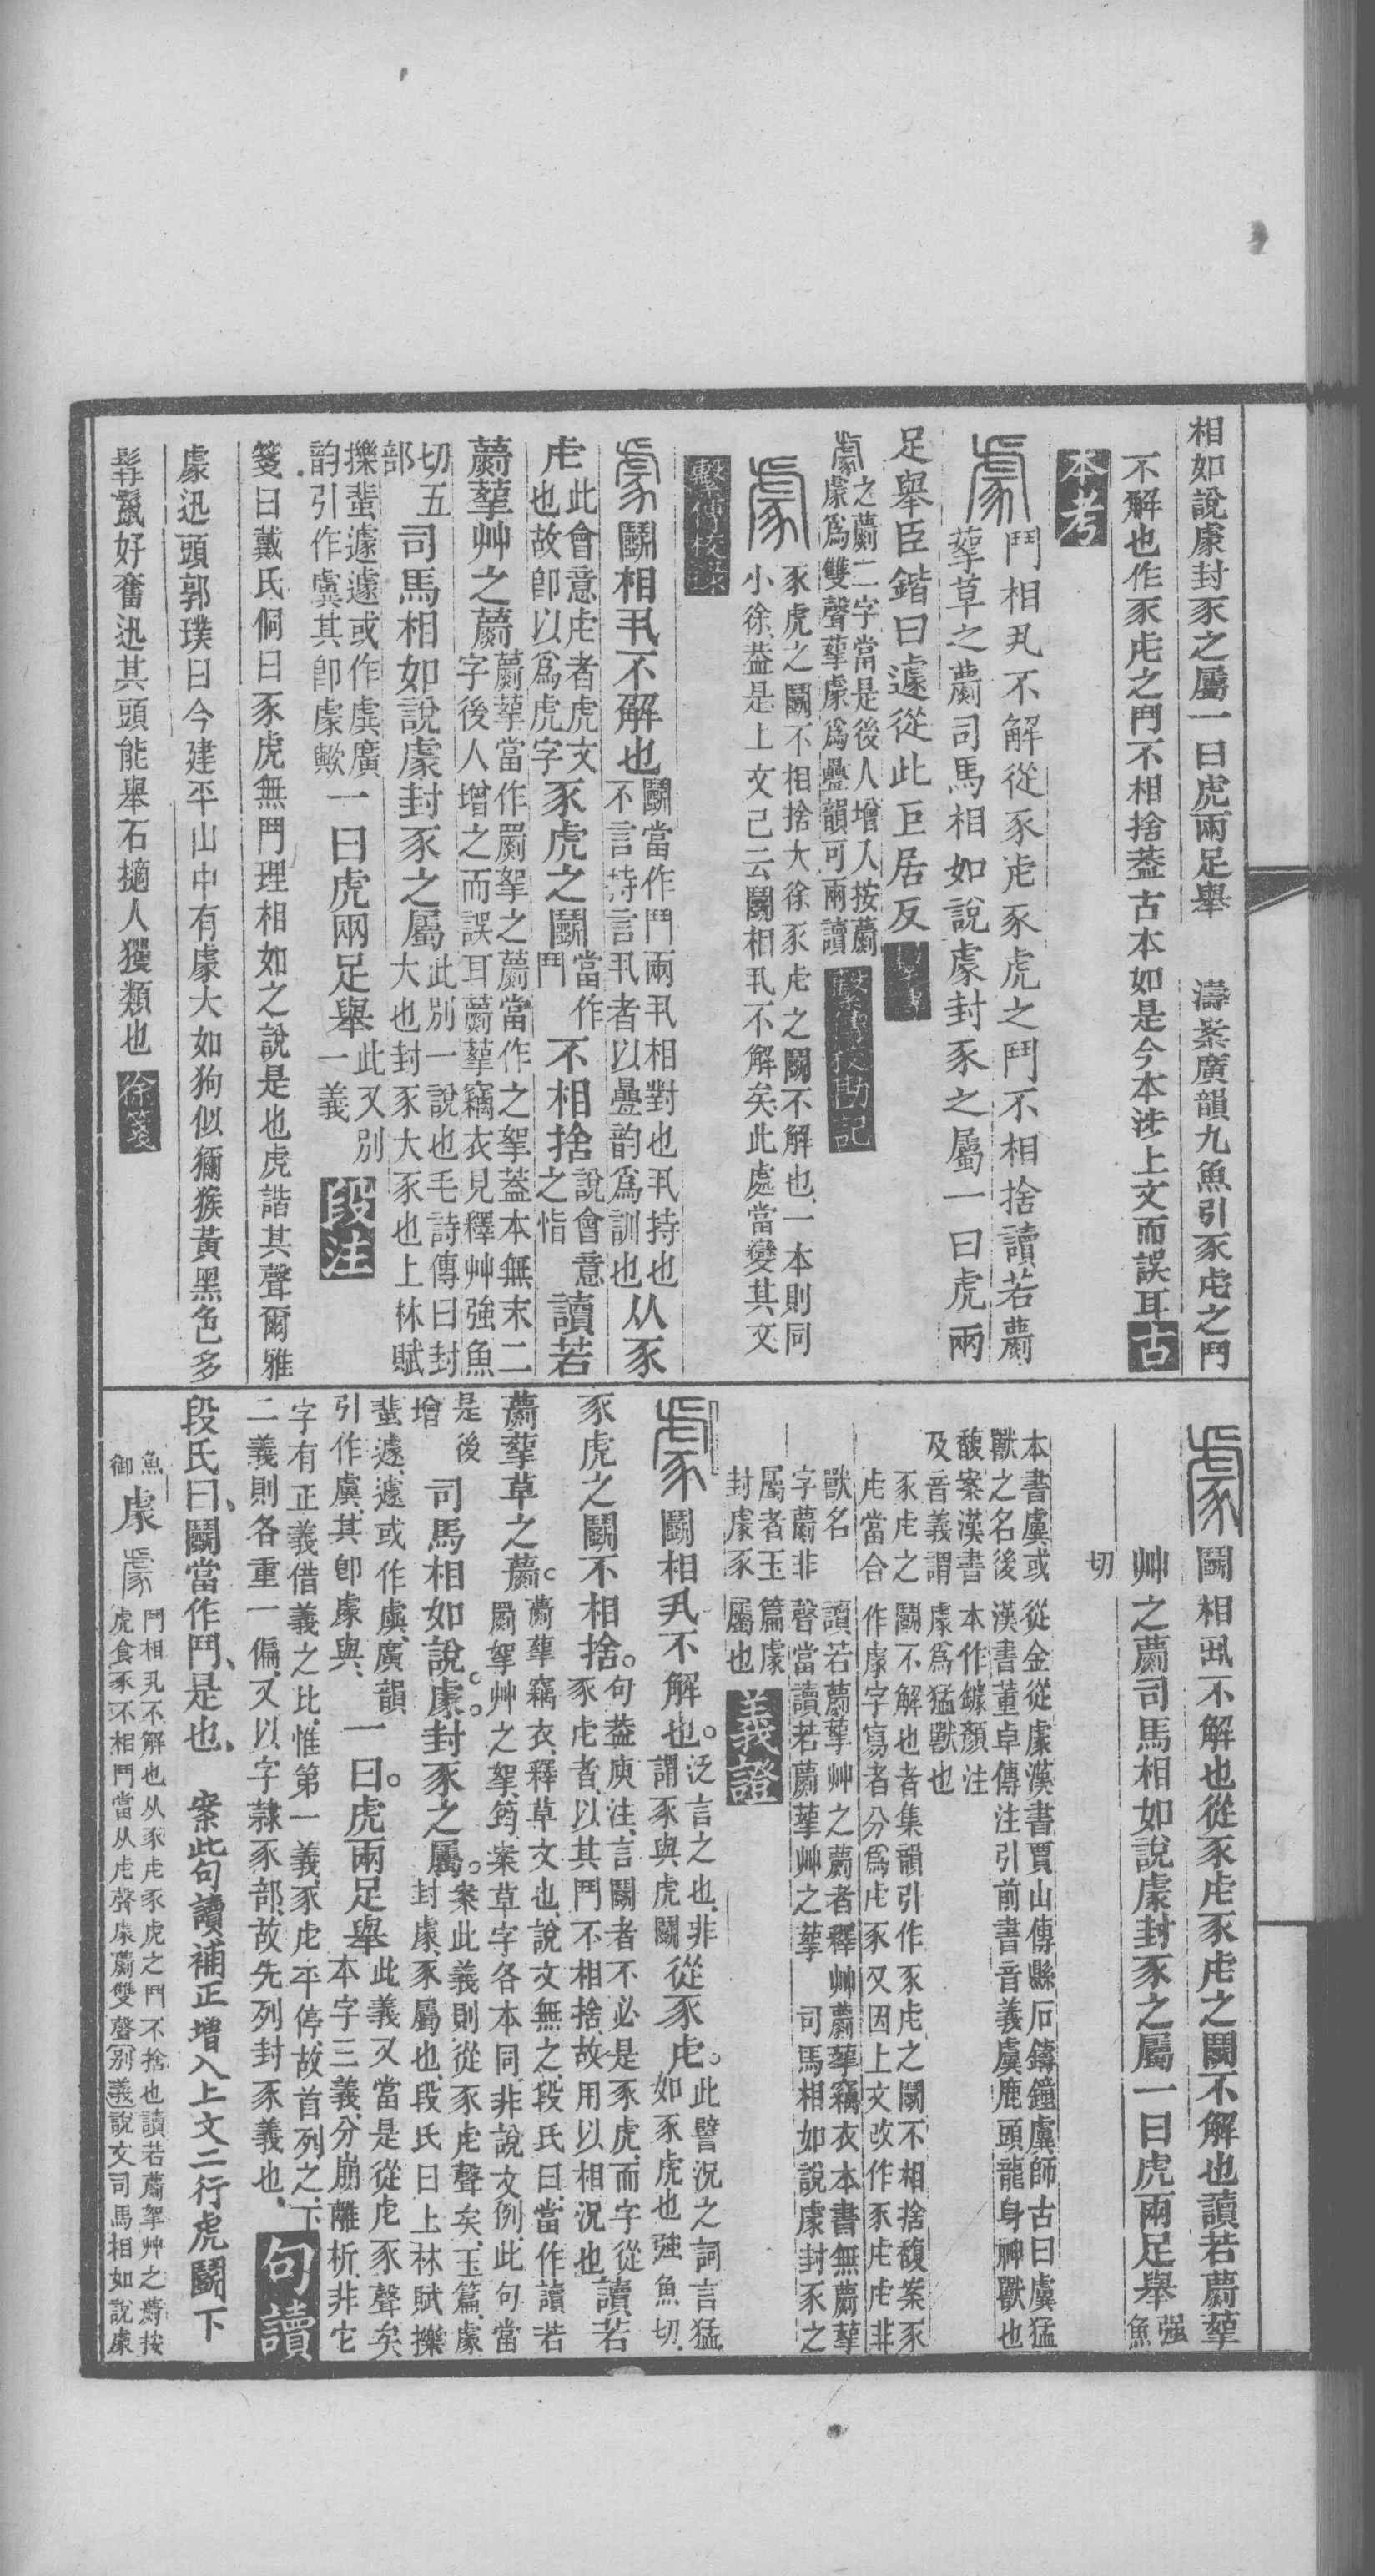 相如說豦封豕之屬一曰虎兩足舉　濤案廣韻九魚引豕虍之鬥
不解也作豕虍之鬥不相捨葢古本如是今本涉上文而誤耳古
本考
鬥相丮不解從豕虍豕虎之鬥不相捨讀若蘮
蒘草之蘮司馬相如說豦封豕之屬一曰虎兩
足舉臣鍇曰遽從此巨居反 繫傳
之蘮二字當是後人增入按蘮
豦爲雙聲蒘豦爲疊韻可兩讀 繫傳校勘記
豕虎之鬭不相捨大徐豕虍之鬭不解也一本則同
小徐葢是上文已云鬭相丮不解矣此處當變其文
繫傳校錄
鬭相丮不解也
鬭當作鬥兩丮相對也丮持也
不言持言丮者以疊韵爲訓也
从豕
虍
此會意虍者虎文
也故卽以爲虎字
豕虎之鬭
當作
鬥
不相捨
說會意
之恉
讀若
蘮蒘艸之蘮
蘮蒘當作罽挐之蘮當作之挐蓋本無末二
字後人增之而誤耳蘮蒘竊衣見釋艸強魚
切五
部
司馬相如說豦封豕之屬
此別一說也毛詩傳曰封
大也封豕大豕也上林賦
擽蜚遽遽或作虡廣
韵引作虞其卽豦歟
一曰虎兩足舉
此又別
一義
段注
箋曰戴氏侗曰豕虎無鬥理相如之說是也虎諧其聲爾雅
豦迅頭郭璞曰今建平山中有豦大如狗似獼猴黃黑色多
髯鬣好奮迅其頭能舉石擿人玃類也 徐箋
鬭相丮不解也從豕虍豕虍之鬭不解也讀若蘮蒘
艸之蘮司馬相如說豦封豕之屬一曰虎兩足舉
强魚
切
本書虡或從金從豦漢書賈山傳縣石鑄鐘虡師古曰虡猛
獸之名後漢書董卓傳注引前書音義虡鹿頭龍身神獸也
馥案漢書本作鐻顏注
及音義謂豦爲猛獸也
豕虍之鬭不解也者集韻引作豕虍之鬭不相捨馥案豕
虍當合作豦字寫者分爲虍豕又因上文改作豕虍虍非
獸名　讀若蘮蒘艸之蘮者釋艸蘮蒘竊衣本書無蘮蒘
字蘮非聲當讀若蘮蒘艸之蒘　司馬相如說豦封豕之
屬者玉篇豦
封豦豕屬也
義證
鬭相丮不解也。
泛言之也非
謂豕與虎鬭
從豕虍。
此譬況之詞言猛
如豕虎也強魚切
豕虎之鬭不相捨。
句葢庾注言鬭者不必是豕虎而字從
豕虍者以其鬥不相捨故用以相況也
讀若
蘮蒘草之蘮。
蘮蒘竊衣釋草文也說文無之段氏曰當作讀若
罽挐艸之挐筠案草字各本同非說文例此句當
是後
增
司馬相如說。豦。封豕之屬。
案此義則從豕虍聲矣玉篇豦
封豦豕屬也段氏曰上林賦擽
蜚遽遽或作虡廣韻
引作虞其卽豦與
一曰。虎兩足舉
此義又當是從虍豕聲矣
本字三義分崩離析非它
字有正義借義之比惟第一義豕虍平停故首列之下
二義則各重一偏又以字隸豕部故先列封豕義也
句讀
段氏曰鬭當作鬥是也　案此句讀補正增入上文二行虎鬭下
魚
御
豦
鬥相丮不解也从豕虍豕虎之鬥不捨也讀若蘮挐艸之蘮按
虎食豕不相鬥當从虍聲豦蘮雙聲别義說文司馬相如說豦